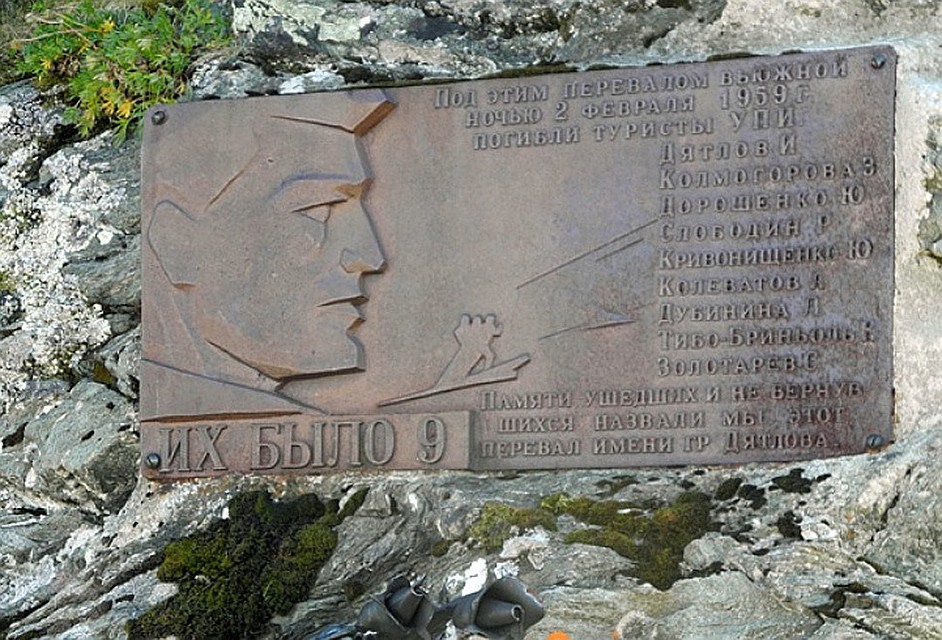 Под этим перевалом вьюжной
ночью 2 февраля 1959 г.
погибли туристы УПИ
Дятлов И
Колмогорова З
Дорошенко Ю
Слободин Р
Кривонищенко Ю
Колеватов А
Дубинина Л
Тибо-Бриньоль Н
Золотарев С
Памяти ушедших и не вернув
шихся назвали мы этот
перевал имени гр Дятлова.
ИХ БЫЛО 9